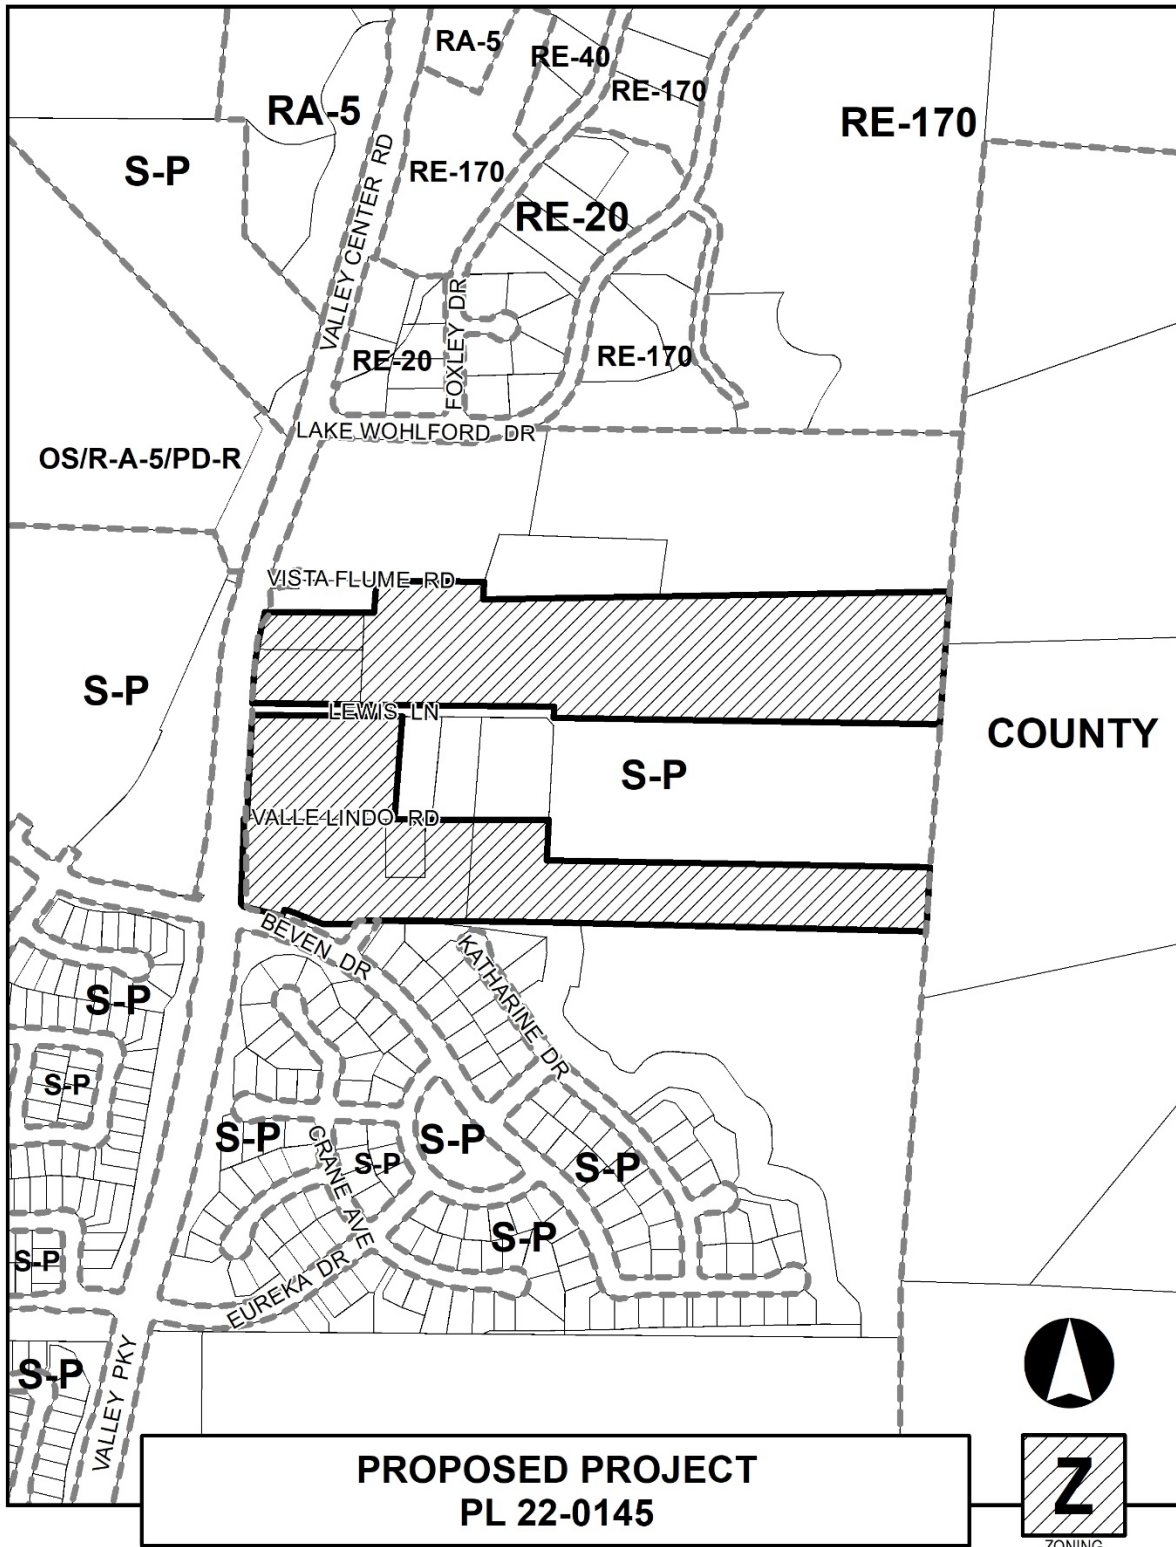 RA-5
RE-40
RE-170
RA-5
RE-170
S-P
RE-170
RE-20
VALLEY CENTER RD
FOXLEY DR
RE-20
RE-170
LAKE WOHLFORD DR
OS/R-A-5/PD-R
VISTA FLUME RD
S-P
LEWIS LN
COUNTY
S-P
VALLE LINDO RD
BEVEN DR
KATHARINE DR
S-P
S-P
S-P
CRANE AVE
S-P
S-P
S-P
S-P
S-P
EUREKA DR
S-P
VALLEY PKY
PROPOSED PROJECT
PL 22-0145
Z
ZONING